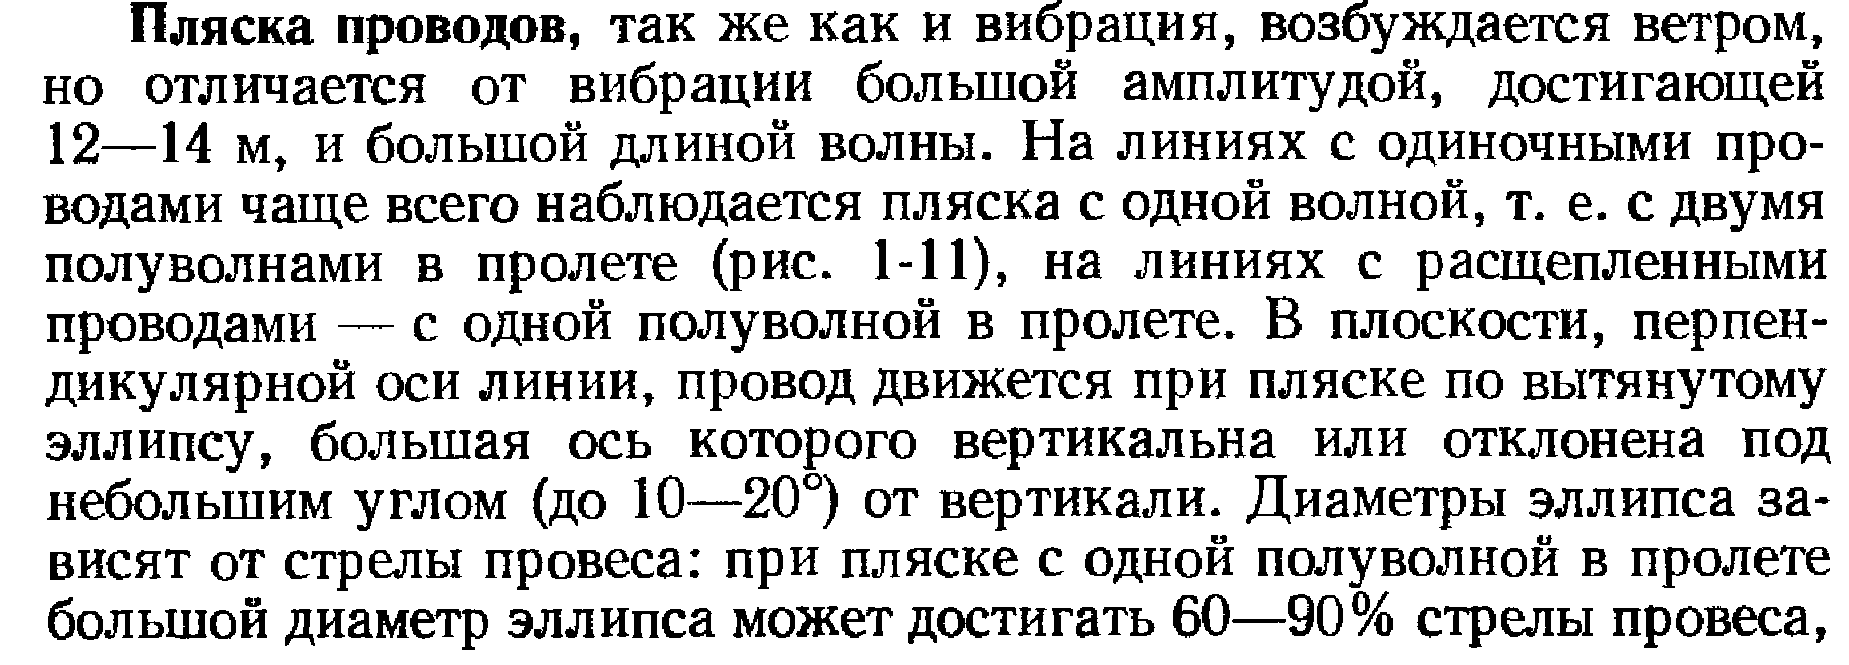 Пляска проводов, так же как и вибрация, возбуждается ветром,
но отличается от вибрации большой амплитудой, достигающей
12—14 м, и большой длиной волны. На линиях с одиночными про-
водами чаще всего наблюдается пляска с одной волной, т. е. с двумя
полуволнами в пролете (рис. 1-11), на линиях с расщепленными
проводами — с одной полуволной в пролете. В плоскости, перпен-
дикулярной оси линии, провод движется при пляске по вытянутому
эллипсу, большая ось которого вертикальна или отклонена под
небольшим углом (до 10—20°) от вертикали. Диаметры эллипса за-
висят от стрелы провеса: при пляске с одной полуволной в пролете
большой диаметр эллипса может достигать 60—90% стрелы провеса,